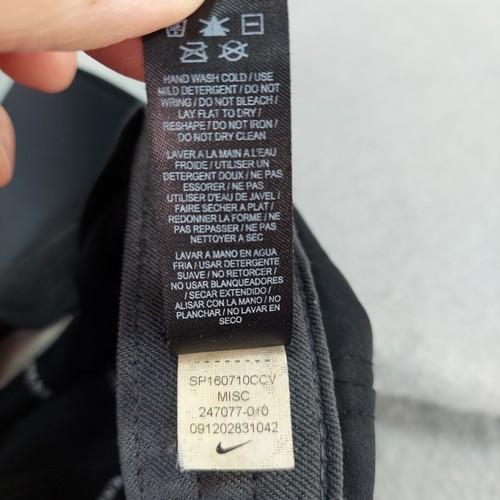 HAND WASH COLD / USE
MILD DETERGENT / DO NOT
WRING / DO NOT BLEACH /
LAY FLAT TO DRY /
RESHAPE / DO NOT IRON /
DO NOT DRY CLEAN
LAVER A LA MAIN A L'EAU
FROIDE / UTILISER UN
DETERGENT DOUX / NE PAS
ESSORER / NE PAS
UTILISER D'EAU DE JAVEL /
FAIRE SECHER A PLAT /
REDONNER LA FORME / NE
PAS REPASSER / NE PAS
NETTOYER A SEC
LAVAR A MANO EN AGUA
FRIA / USAR DETERGENTE
SUAVE / NO RETORCER /
NO USAR BLANQUEADORES
/ SECAR EXTENDIDO /
ALISAR CON LA MANO / NO
PLANCHAR / NO LAVAR EN
SECO
SP160710CCV
MISC
247077-010
091202831042